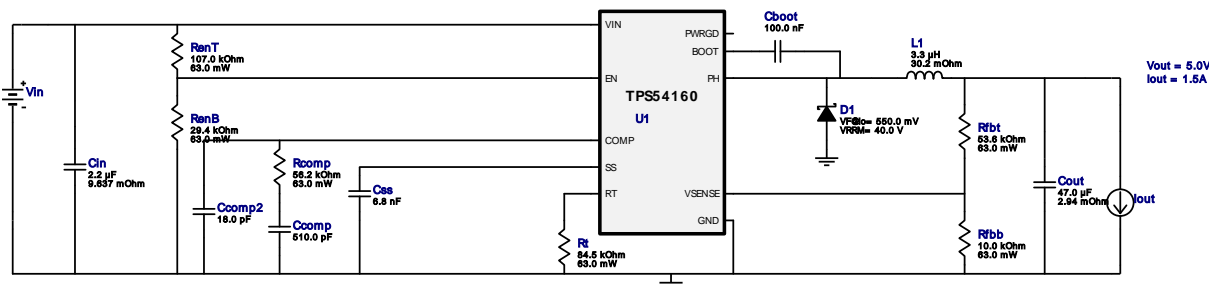 Vin
Cin
2.2 µF
9.637 mOhm
RenT
107.0 kOhm
63.0 mW
RenB
29.4 kOhm
63.0 mW
Ccomp2
18.0 pF
Rcomp
56.2 kOhm
63.0 mW
Ccomp
510.0 pF
Css
6.8 nF
Rt
84.5 kOhm
63.0 mW
VIN
EN
COMP
SS
RT
TPS54160
U1
PWRGD
BOOT
PH
VSENSE
GND
Cboot
100.0 nF
L1
3.3 µH
30.2 mOhm
D1
550.0 mV
VRRM= 40.0 V
Rfbt
53.6 kOhm
63.0 mW
Rfbb
10.0 kOhm
63.0 mW
Cout
47.0 µF
2.94 mOhm
Iout
Vout = 5.0V
Iout = 1.5A